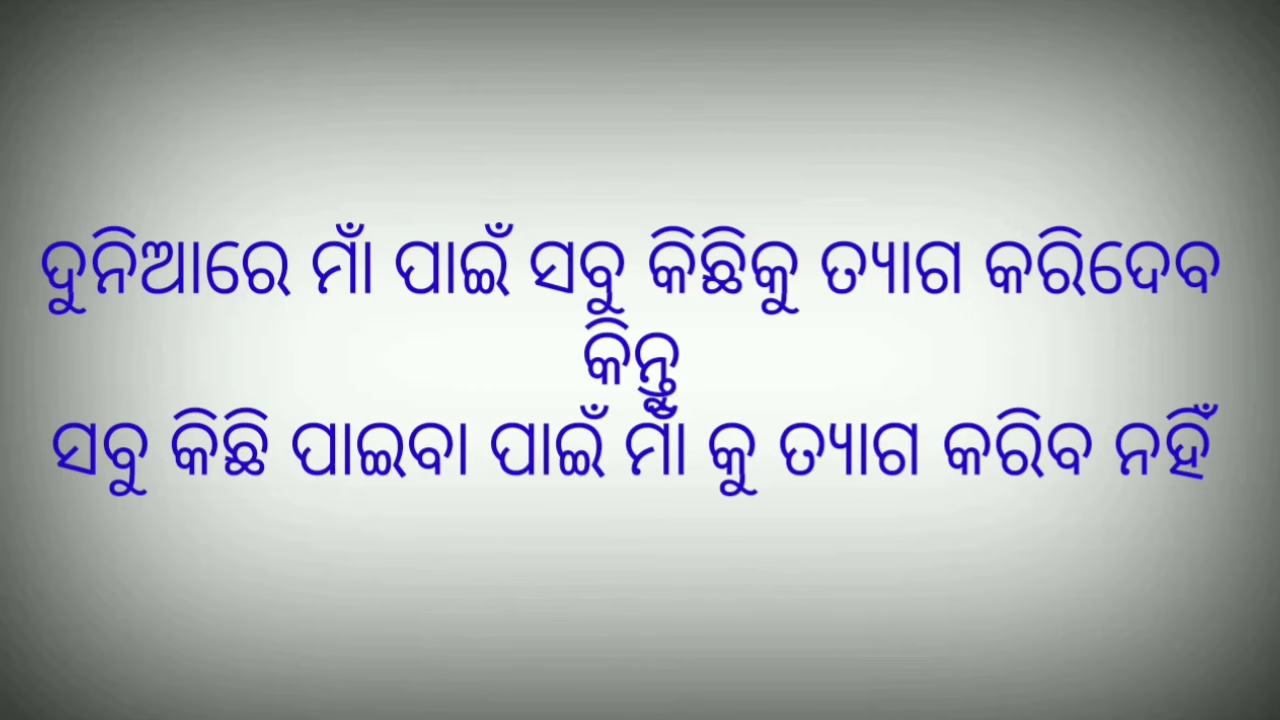 ଦୁନିଆରେ ମାଁ ପାଇଁ ସବୁ କିଛିକୁ ତ୍ୟାଗ କରିଦେବ
କିନ୍ତୁ
ସବୁ କିଛି ପାଇବା ପାଇଁ ମାଁ କୁ ତ୍ୟାଗ କରିବ ନହିଁ